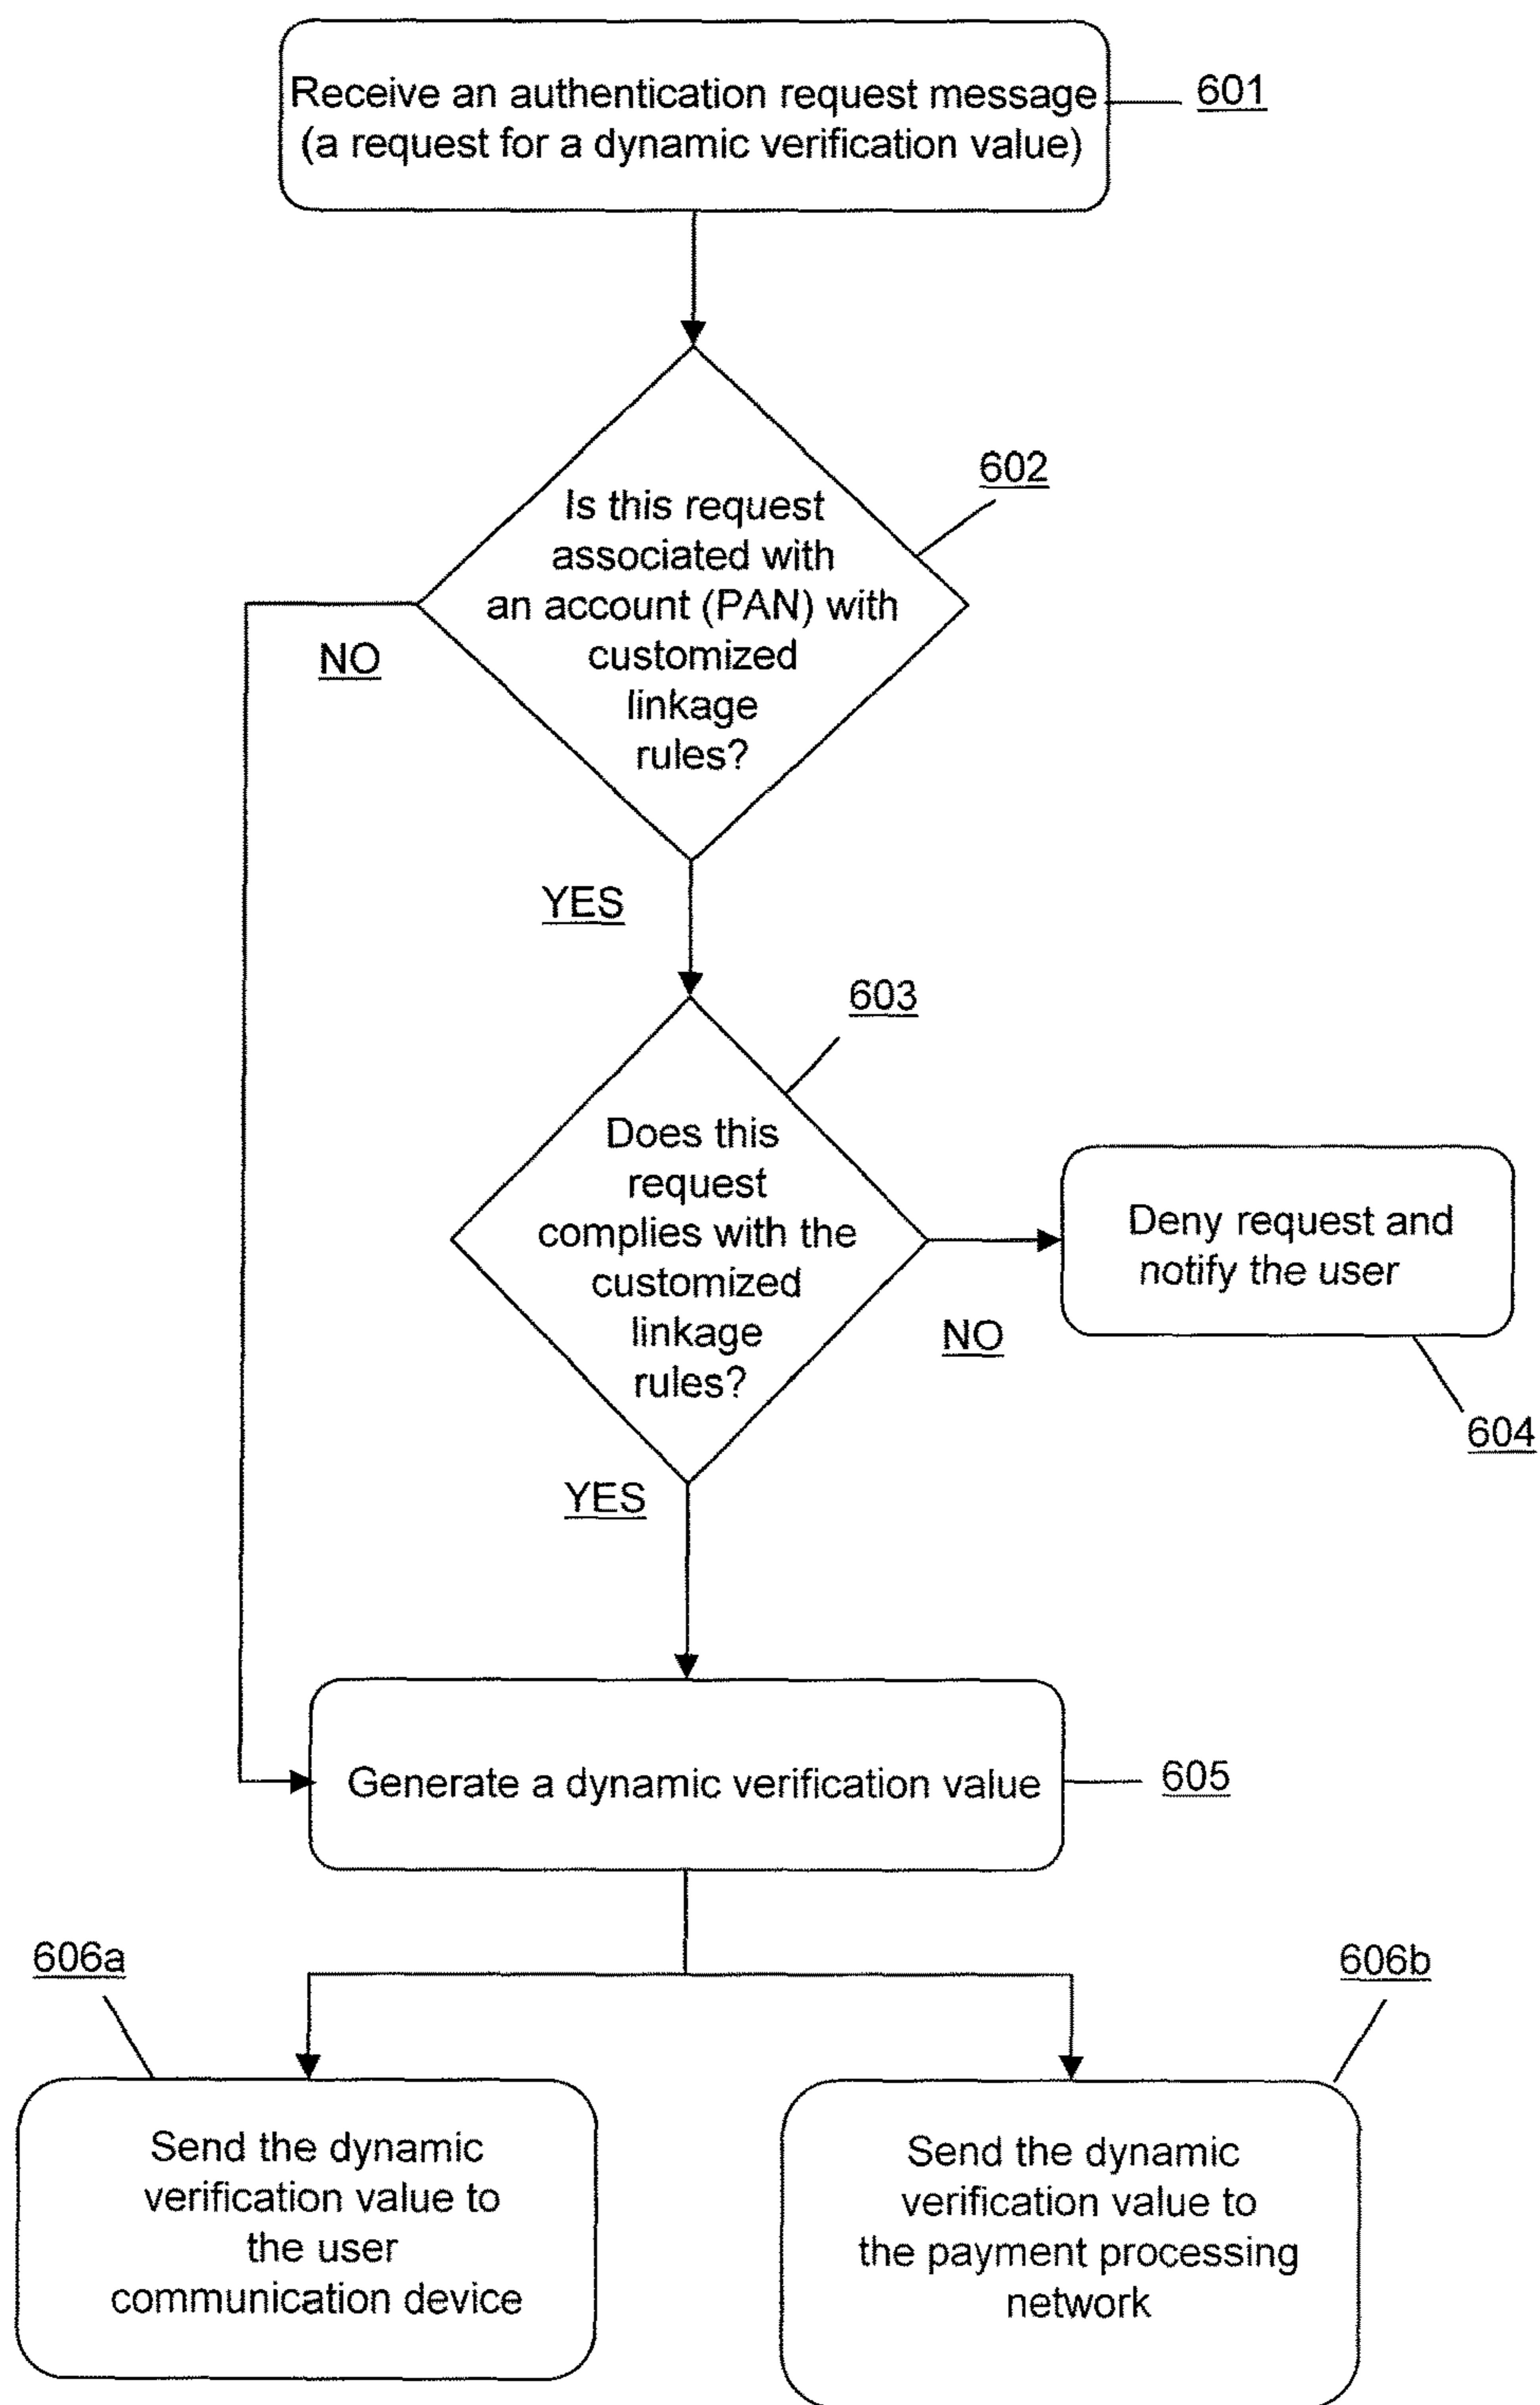 Receive an authentication request message
(a request for a dynamic verification value)
601
602
Is this request
associated with
an account (PAN) with
customized
linkage
rules?
NO
YES
603
Does this
request
complies with the
customized
linkage
rules?
Deny request and
notify the user
NO
604
YES
Generate a dynamic verification value
605
606a
606b
Send the dynamic
verification value to
the user
communication device
Send the dynamic
verification value to
the payment processing
network